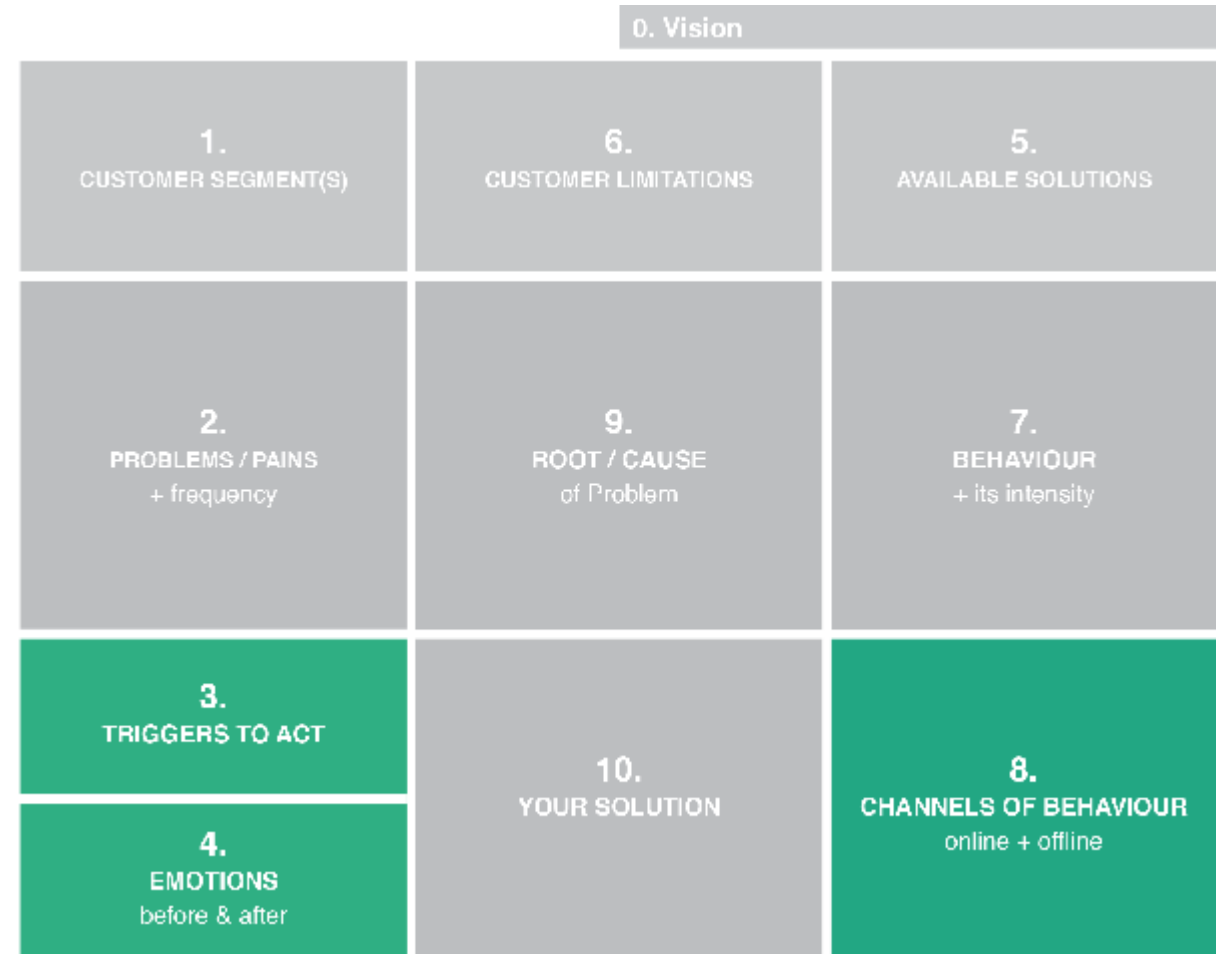 0. Vision
1.
CUSTOMER SEGMENT(S)
6.
CUSTOMER LIMITATIONS
5.
AVAILABLE SOLUTIONS
2.
PROBLEMS / PAINS
+ frequency
9.
ROOT / CAUSE
of Problem
7.
BEHAVIOUR
+ its intensity
3.
TRIGGERS TO ACT
4.
EMOTIONS
before & after
10.
YOUR SOLUTION
8.
CHANNELS OF BEHAVIOUR
online + offline